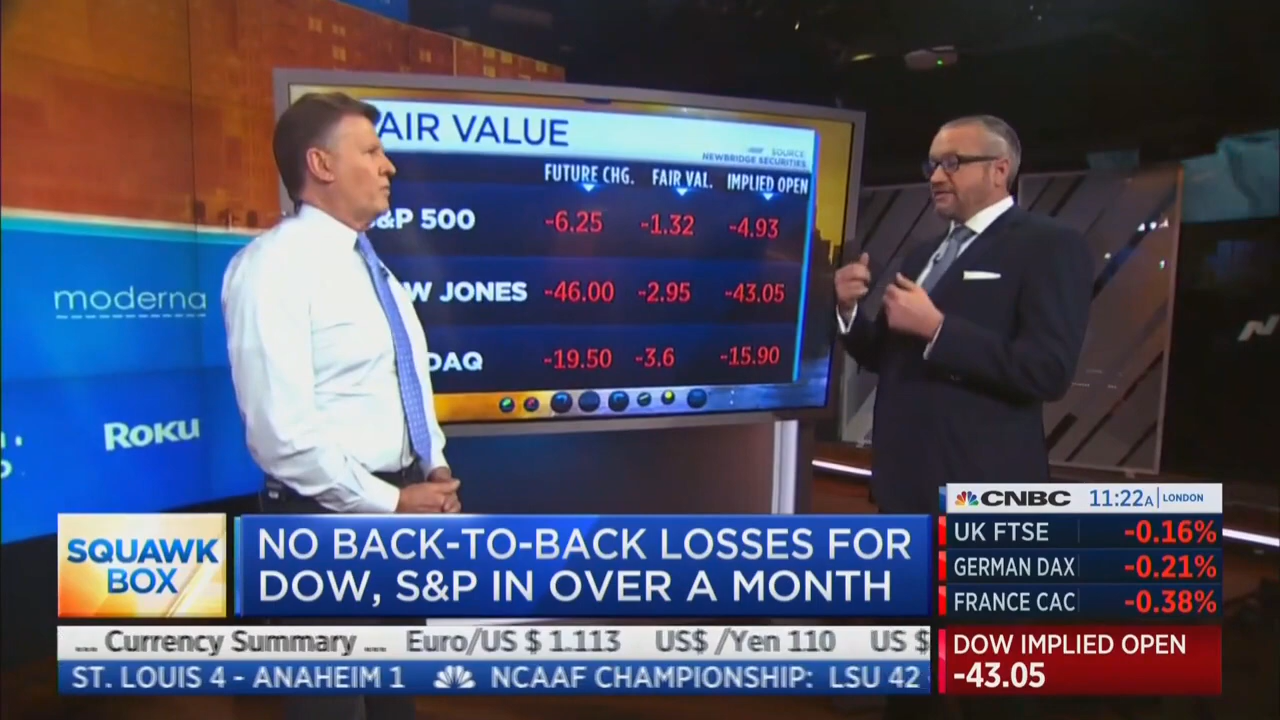 AIR VALUE
SOURCE:
NEWBRIDGE SECURITIES
FUTURE CHG. FAIR VAL. IMPLIED OPEN
&P 500 -6.25 -1.32 -4.93
W JONES -46.00 -2.95 -43.05
DAQ -19.50 -3.6 -15.90
moderna
Roku
CNBC 11:22A LONDON
UK FTSE -0.16%
GERMAN DAX -0.21%
FRANCE CAC -0.38%
DOW IMPLIED OPEN
-43.05
SQUAWK
BOX
NO BACK-TO-BACK LOSSES FOR
DOW, S&P IN OVER A MONTH
... Currency Summary ... Euro/US $ 1.113 US$ /Yen 110 US $
ST. LOUIS 4 - ANAHEIM 1 NCAAF CHAMPIONSHIP: LSU 42